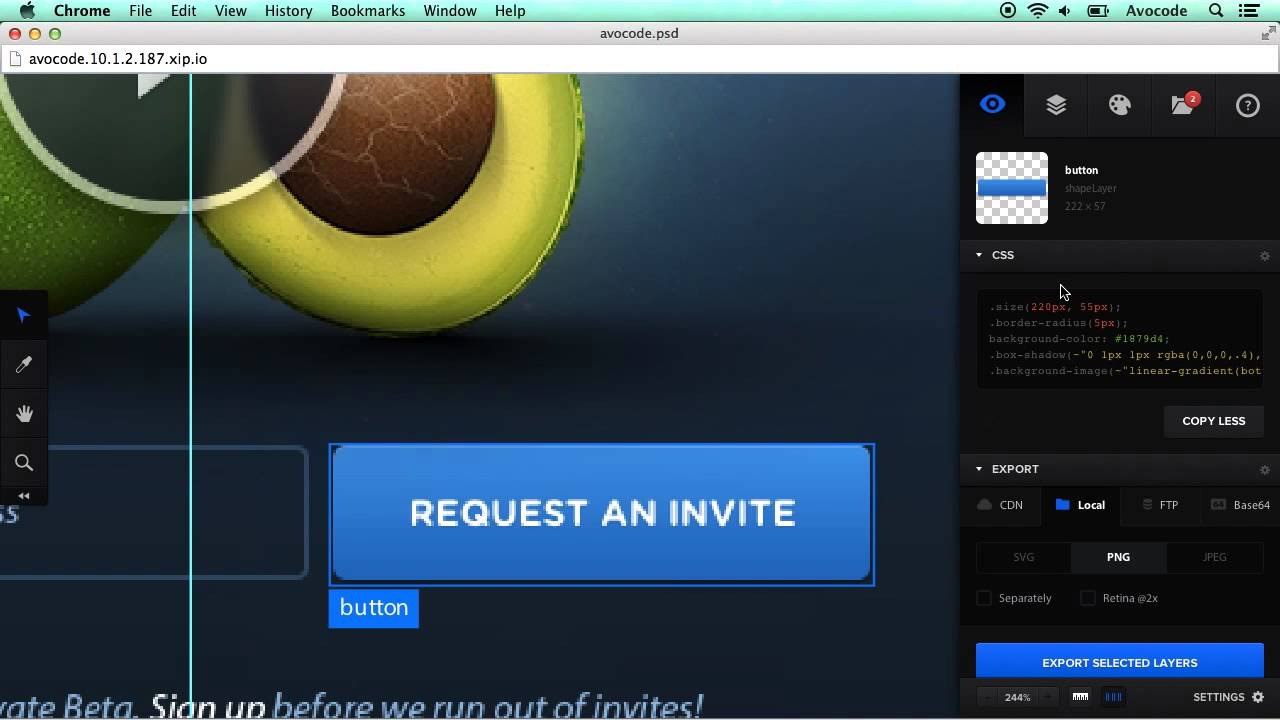 Chrome File Edit View History Bookmarks Window Help Avocode
avocode.psd
avocode.10.1.2.187.xip.io
2
?
button
shapeLayer
222 × 57
CSS
.size(220px, 55px);
.border-radius(5px);
background-color: #1879d4;
.box-shadow(~"0 1px 1px rgba(0,0,0,.4),
.background-image(~"linear-gradient(bot
COPY LESS
REQUEST AN INVITE
button
EXPORT
CDN Local FTP 64 Base64
SVG PNG JPEG
Separately Retina @2x
EXPORT SELECTED LAYERS
vate Beta. Sign up before we run out of invites!
- 244% +
SETTINGS